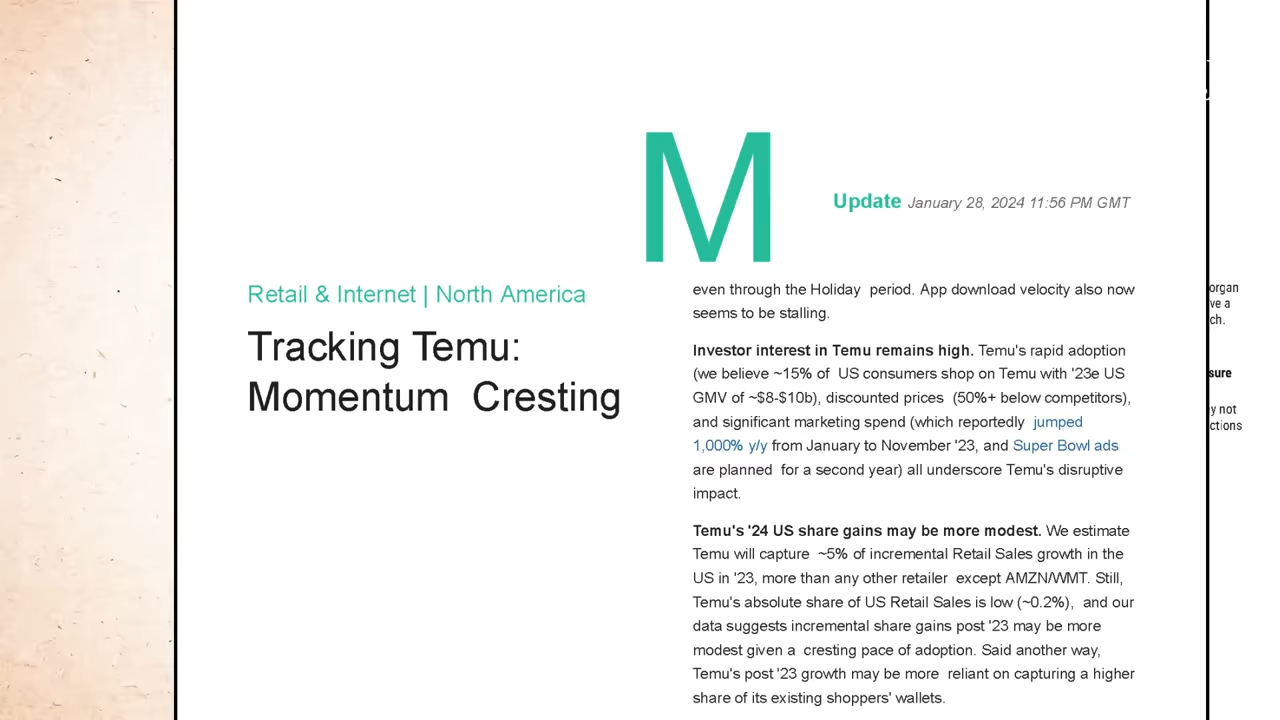 M
Update January 28, 2024 11:56 PM GMT
Retail & Internet | North America
Tracking Temu:
Momentum Cresting
even through the Holiday period. App download velocity also now
seems to be stalling.
Investor interest in Temu remains high. Temu's rapid adoption
(we believe ~15% of US consumers shop on Temu with '23e US
GMV of ~$8-$10b), discounted prices (50%+ below competitors),
and significant marketing spend (which reportedly jumped
1,000% y/y from January to November '23, and Super Bowl ads
are planned for a second year) all underscore Temu's disruptive
impact.
Temu's '24 US share gains may be more modest. We estimate
Temu will capture ~5% of incremental Retail Sales growth in the
US in '23, more than any other retailer except AMZN/WMT. Still,
Temu's absolute share of US Retail Sales is low (~0.2%), and our
data suggests incremental share gains post '23 may be more
modest given a cresting pace of adoption. Said another way,
Temu's post '23 growth may be more reliant on capturing a higher
share of its existing shoppers' wallets.
organ
ve a
ch.
sure
y not
ctions